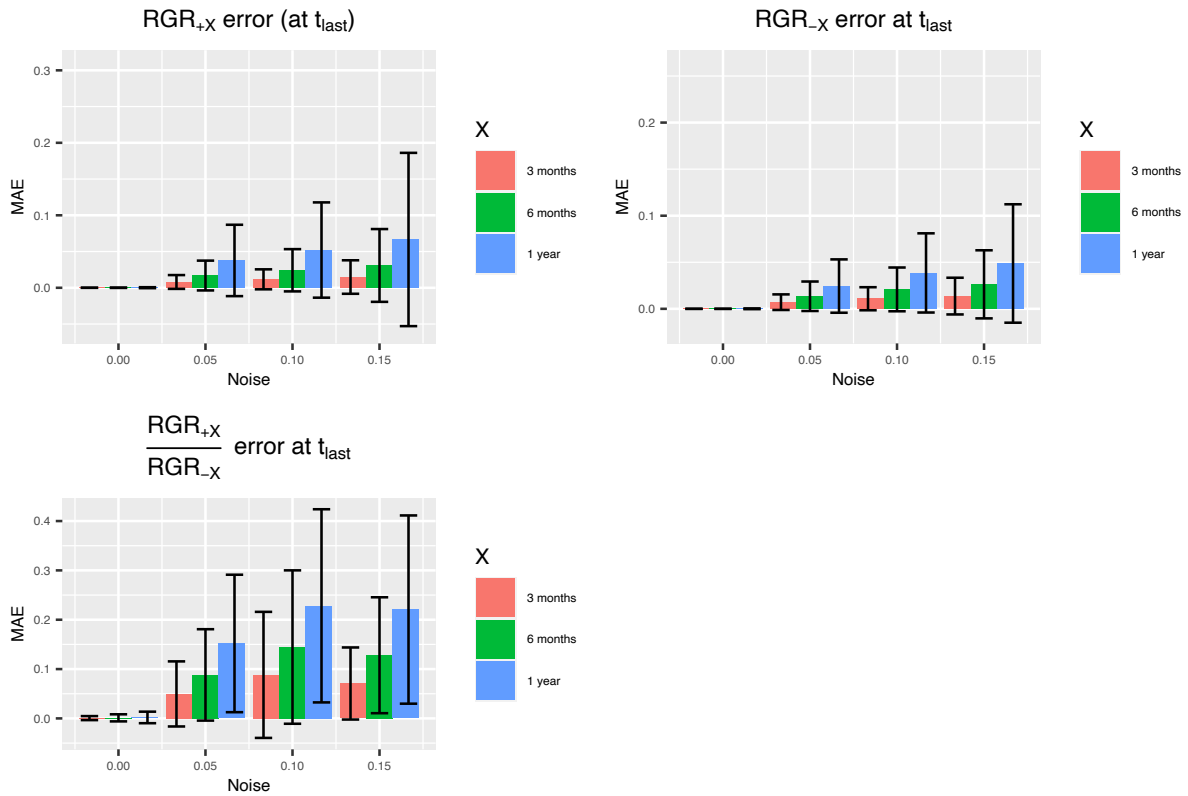 RGR+X error (at tlast)
MAE
0.3
0.2
0.1
0.0
0.00 0.05 0.10 0.15
Noise
X
3 months
6 months
1 year
RGR−X error at tlast
MAE
0.2
0.1
0.0
0.00 0.05 0.10 0.15
Noise
X
3 months
6 months
1 year
RGR+X
RGR−X
error at tlast
MAE
0.4
0.3
0.2
0.1
0.0
0.00 0.05 0.10 0.15
Noise
X
3 months
6 months
1 year